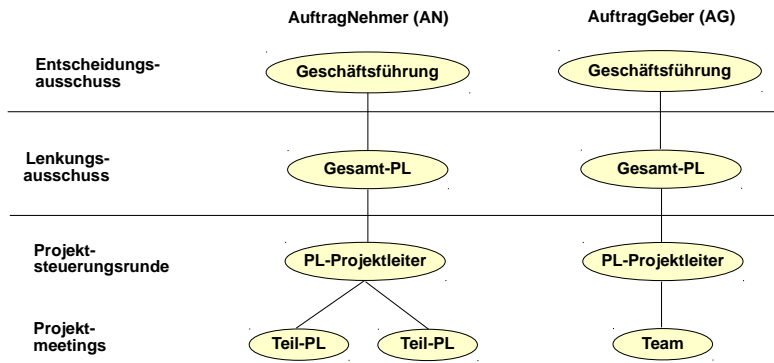 AuftragNehmer (AN)
AuftragGeber (AG)
Entscheidungs-
ausschuss
Geschäftsführung
Geschäftsführung
Lenkungs-
ausschuss
Gesamt-PL
Gesamt-PL
Projekt-
steuerungsrunde
PL-Projektleiter
PL-Projektleiter
Projekt-
meetings
Teil-PL
Teil-PL
Team